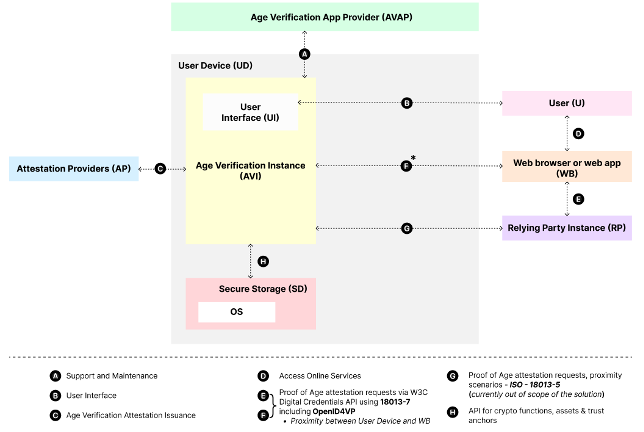 Age Verification App Provider (AVAP)
A
User Device (UD)
User
Interface (UI)
B
User (U)
D
Age Verification Instance
(AVI)
F *
Web browser or web app
(WB)
Attestation Providers (AP)
C
E
G
Relying Party Instance (RP)
H
Secure Storage (SD)
OS
A Support and Maintenance
B User Interface
C Age Verification Attestation Issuance
D Access Online Services
E Proof of Age attestation requests via W3C
Digital Credentials API using 18013-7
F including OpenID4VP
• Proximity between User Device and WB
G Proof of Age attestation requests, proximity
scenarios - ISO - 18013-5
(currently out of scope of the solution)
H API for crypto functions, assets & trust
anchors